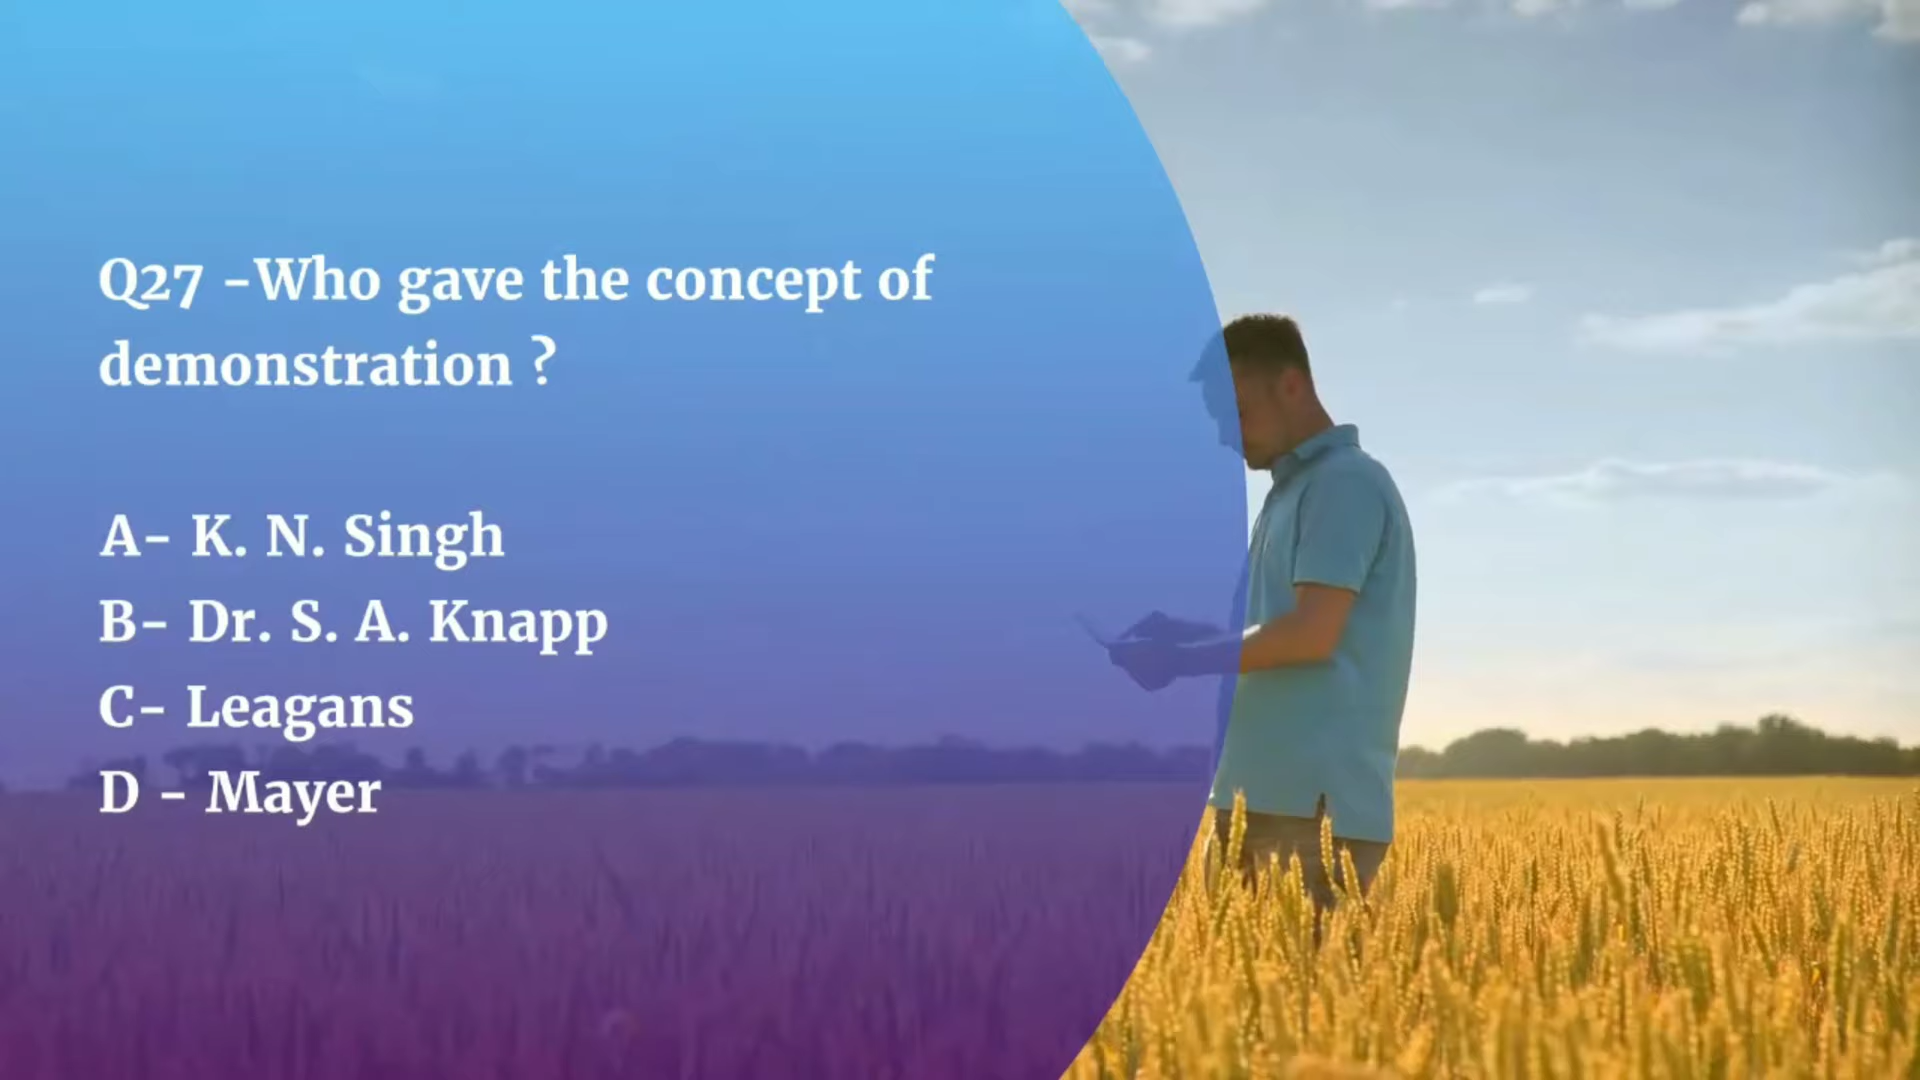 Q27 -Who gave the concept of
demonstration ?
A- K. N. Singh
B- Dr. S. A. Knapp
C- Leagans
D - Mayer